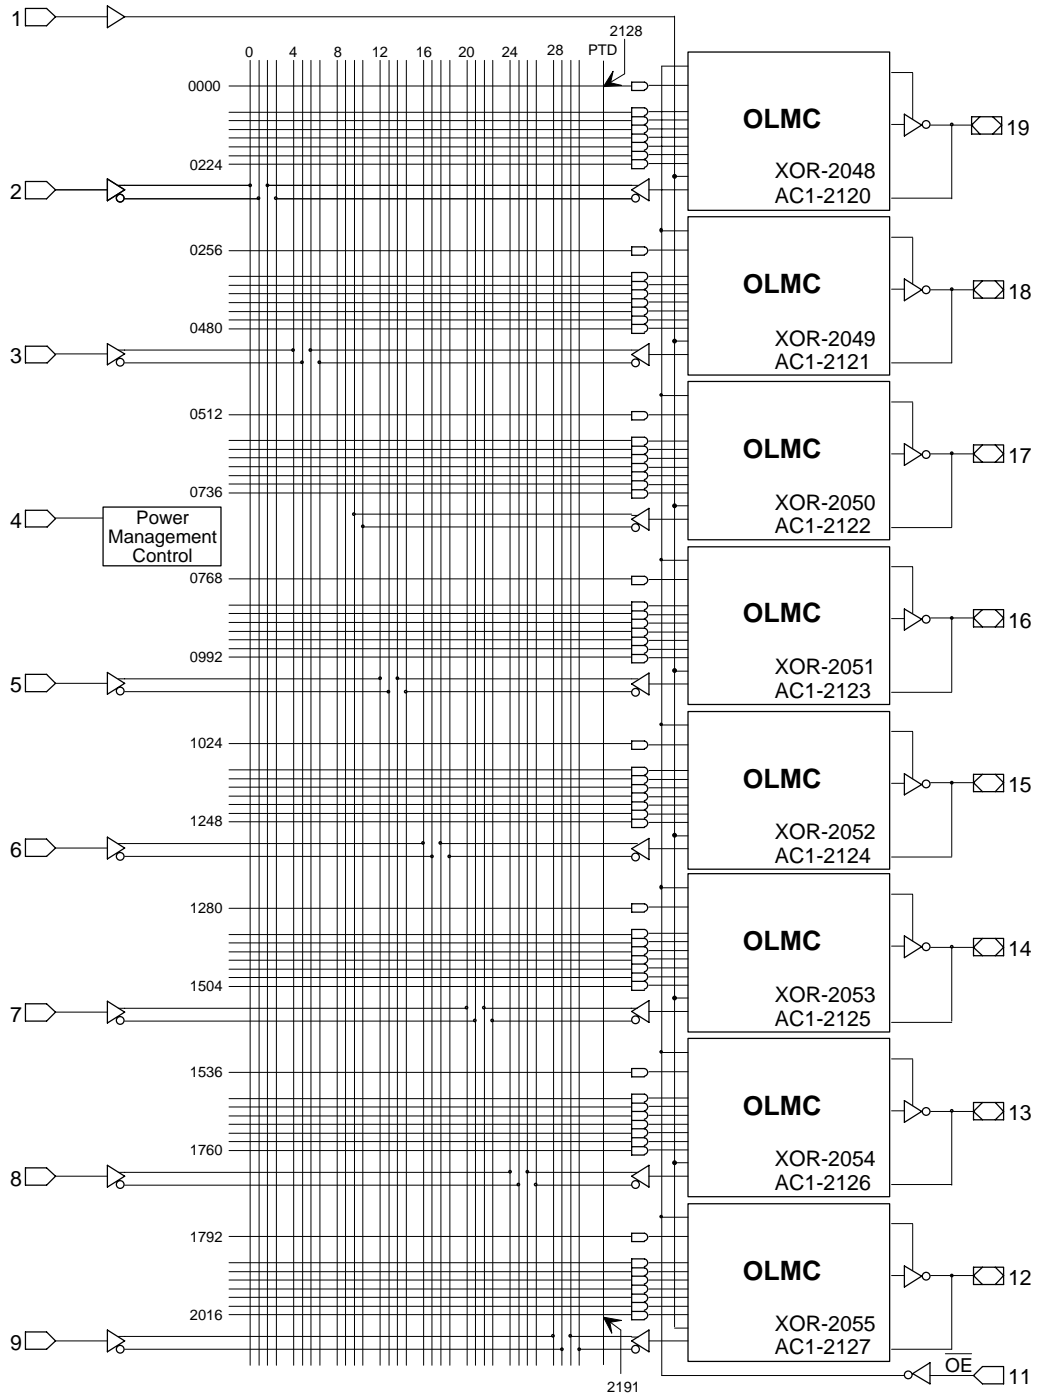 1
2128
0 4 8 12 16 20 24 28 PTD
0000
OLMC
19
0224
XOR-2048
2
AC1-2120
0256
OLMC
18
0480
XOR-2049
3
AC1-2121
0512
OLMC
17
0736
XOR-2050
4
Power
Management
Control
AC1-2122
0768
OLMC
16
0992
XOR-2051
5
AC1-2123
1024
OLMC
15
1248
XOR-2052
6
AC1-2124
1280
OLMC
14
1504
XOR-2053
7
AC1-2125
1536
OLMC
13
1760
XOR-2054
8
AC1-2126
1792
OLMC
12
2016
XOR-2055
9
AC1-2127
OE
11
2191